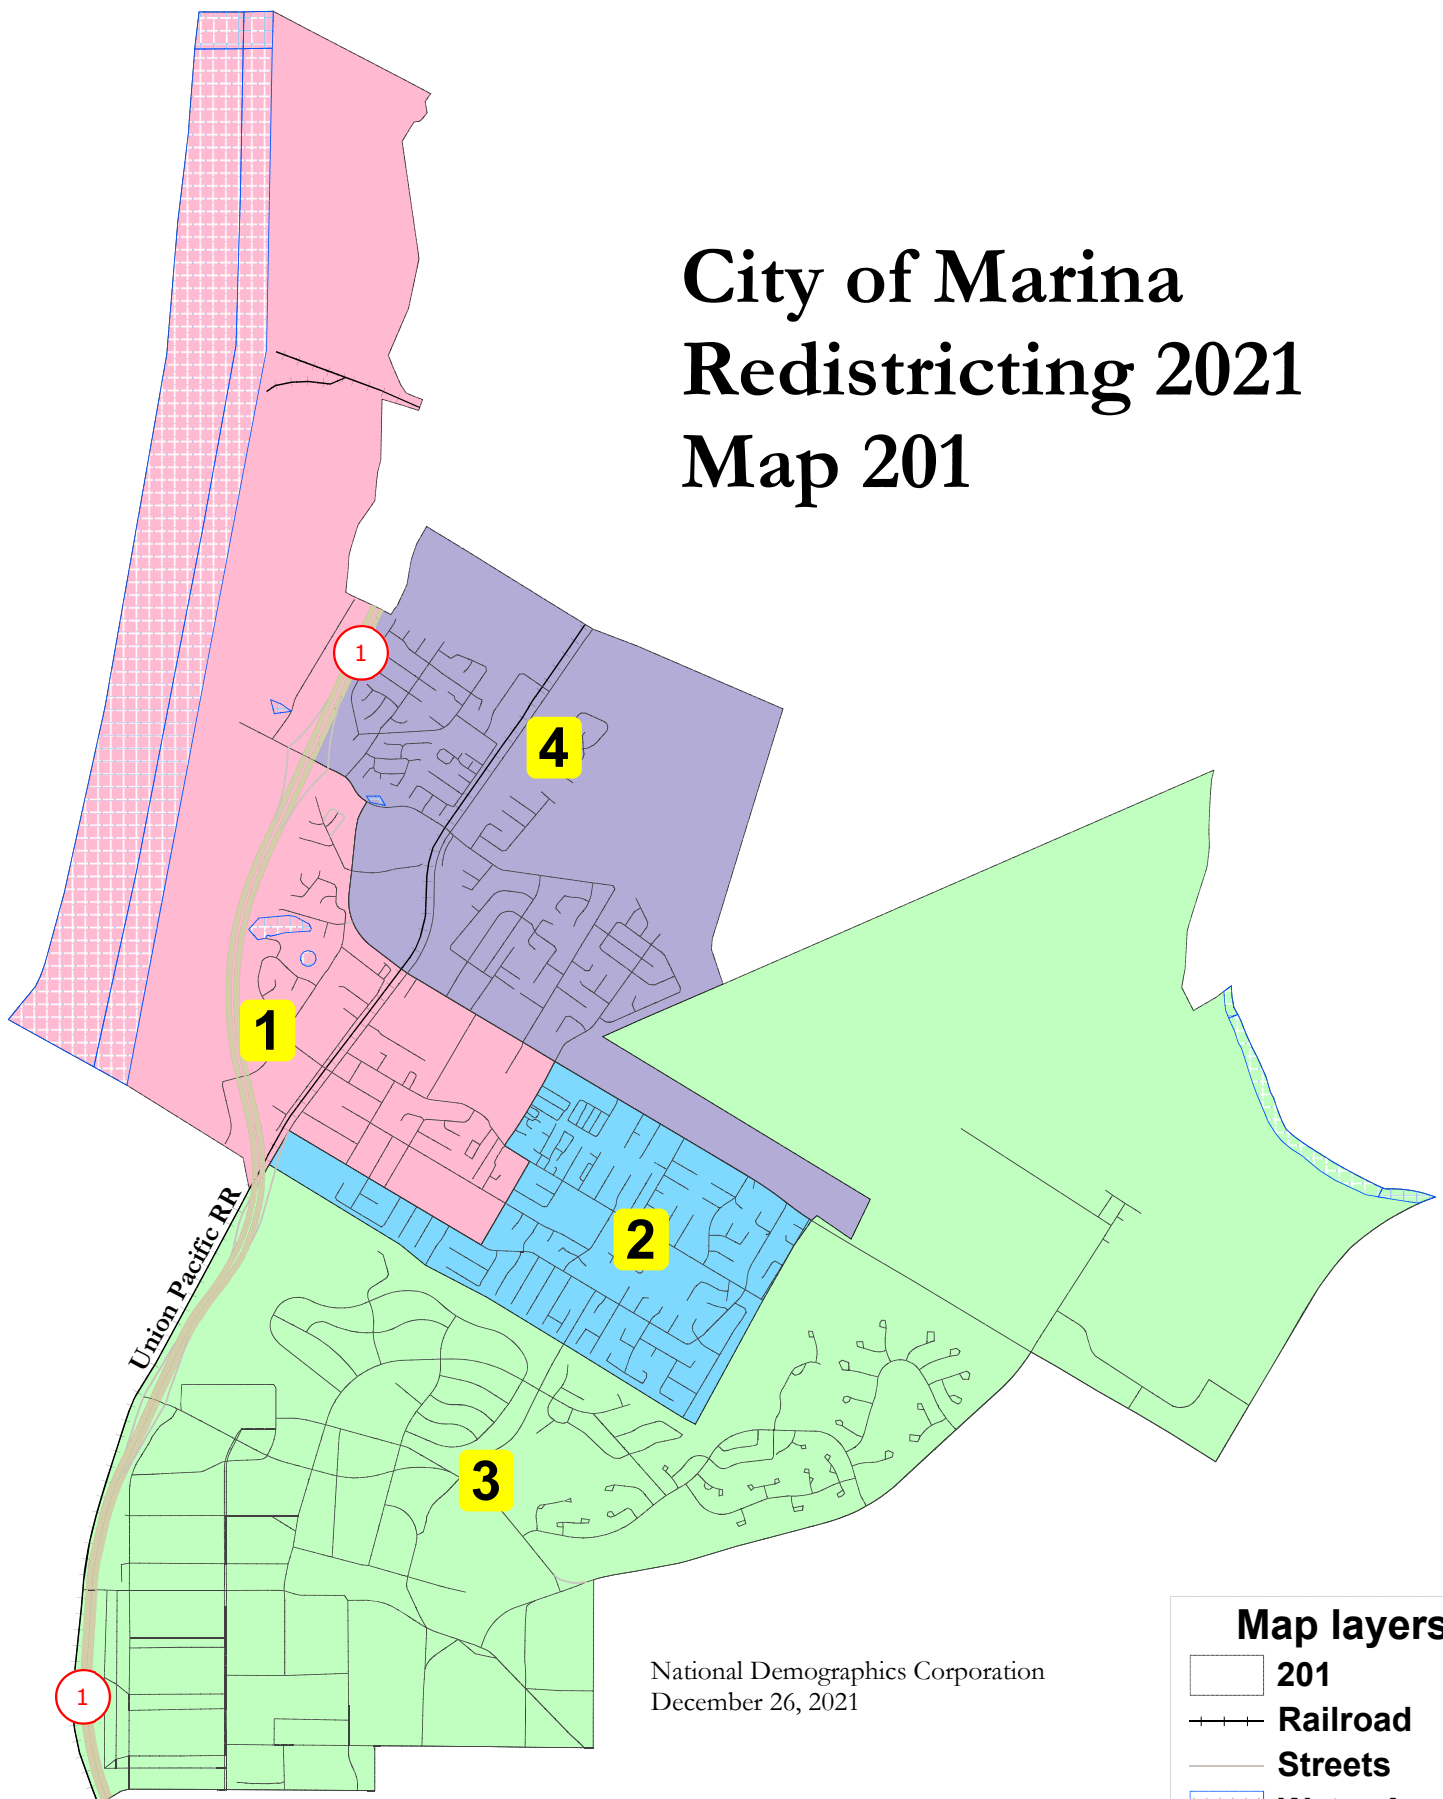 City of Marina
Redistricting 2021
Map 201
1
4
1
2
Union Pacific RR
3
1
National Demographics Corporation
December 26, 2021
Map layers
201
Railroad
Streets